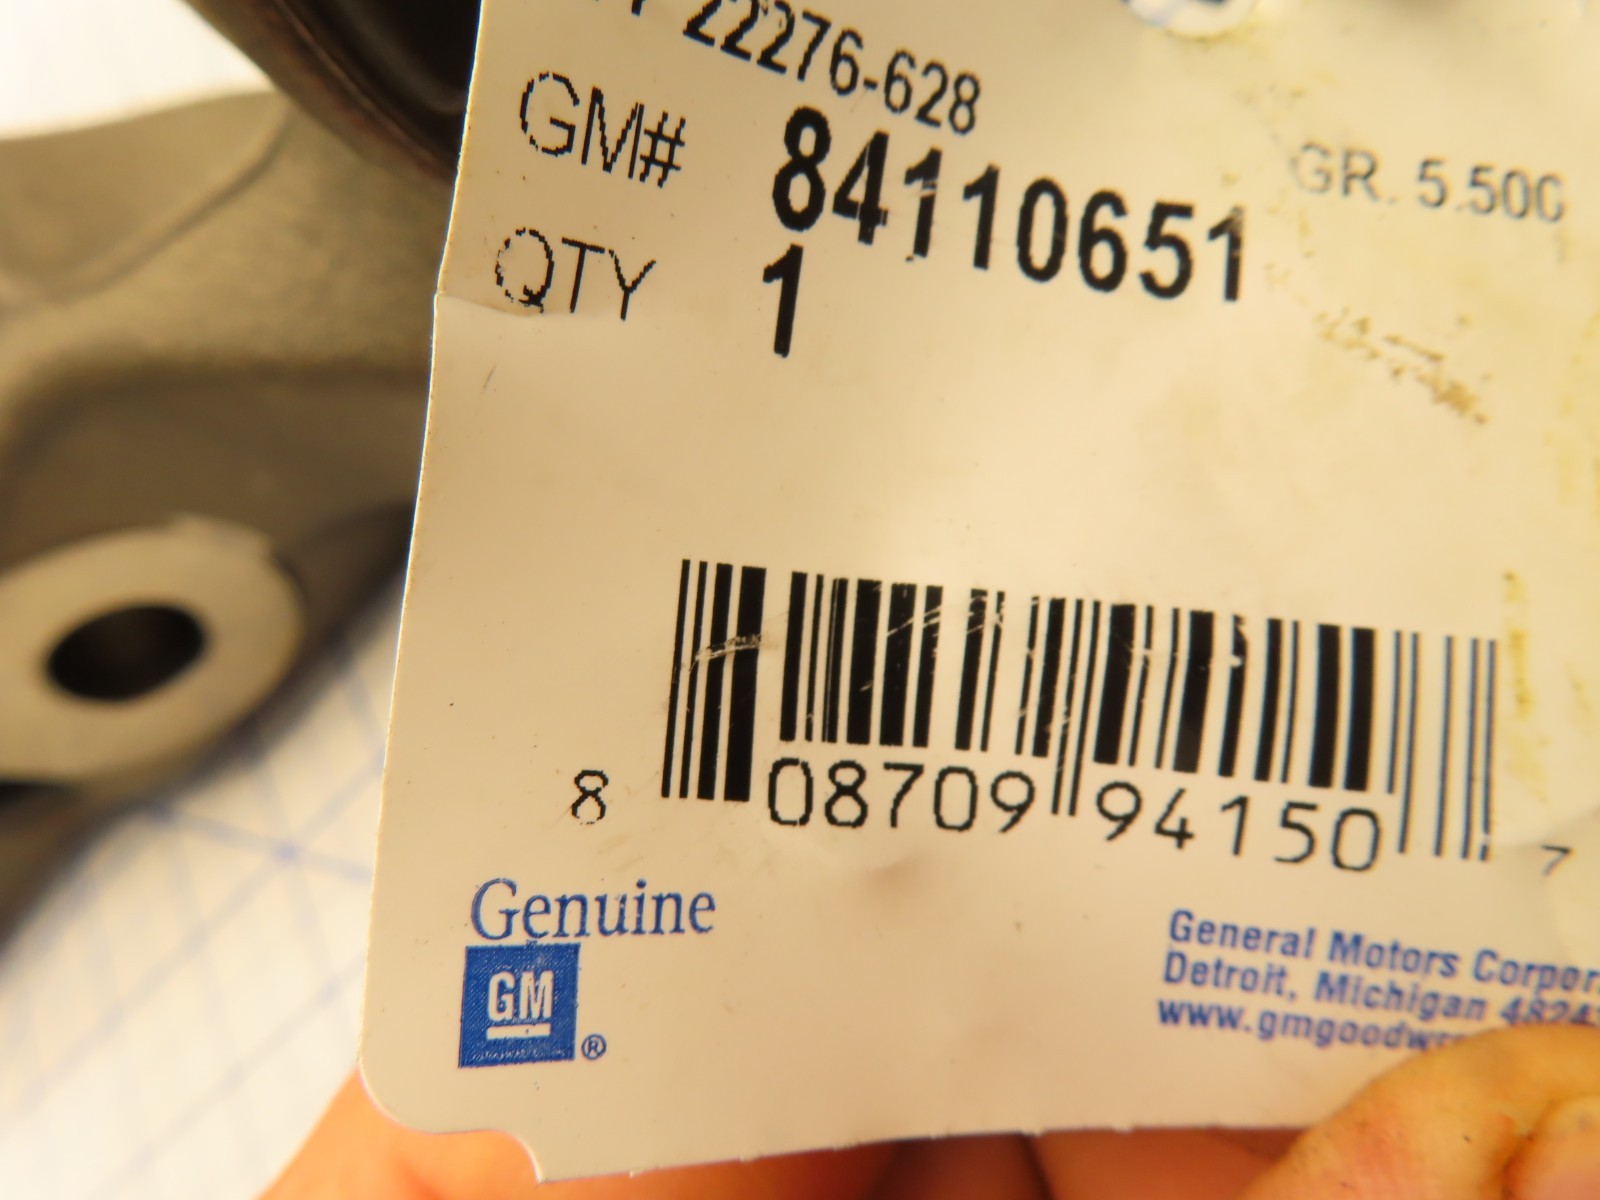 22276-628
GM# 84110651 GR. 5.500
QTY 1
8 08709 94150 7
Genuine
GM ®
General Motors Corpor
Detroit, Michigan 4824
www.gmgoodwr